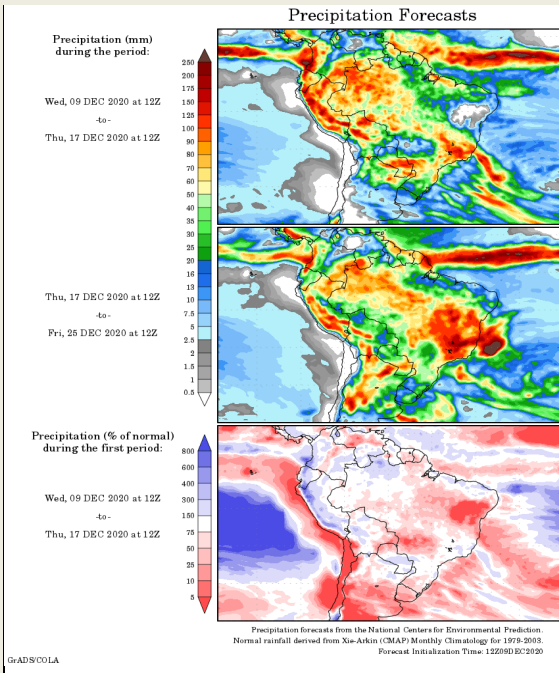 Precipitation Forecasts
Precipitation (mm)
during the period:
Wed, 09 DEC 2020 at 12Z
-to-
Thu, 17 DEC 2020 at 12Z
250
200
175
150
125
100
90
80
70
60
50
40
35
30
25
20
16
13
10
7.5
5
2.5
2
1.5
1
0.5
Thu, 17 DEC 2020 at 12Z
-to-
Fri, 25 DEC 2020 at 12Z
Precipitation (% of normal)
during the first period:
Wed, 09 DEC 2020 at 12Z
-to-
Thu, 17 DEC 2020 at 12Z
800
600
400
300
150
75
50
25
10
5
Precipitation forecasts from the National Centers for Environmental Prediction.
Normal rainfall derived from Xie-Arkin (CMAP) Monthly Climatology for 1979-2003.
Forecast Initialization Time: 12Z09DEC2020
GrADS/COLA